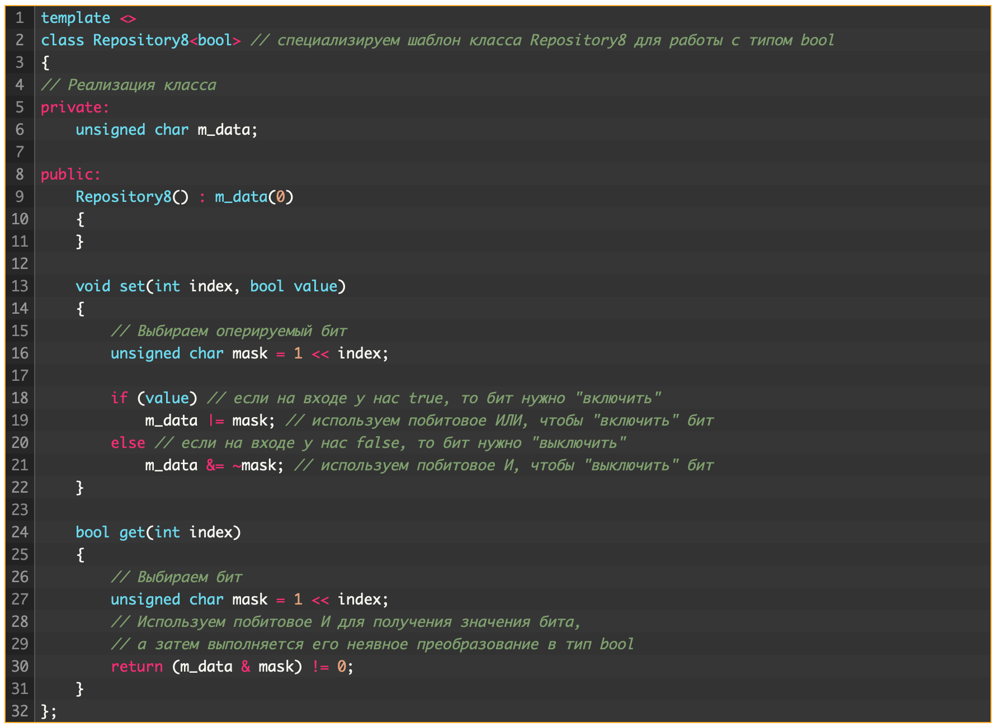 1 template <>
2 class Repository8<bool> // специализируем шаблон класса Repository8 для работы с типом bool
3 {
4 // Реализация класса
5 private:
6     unsigned char m_data;
7
8 public:
9     Repository8() : m_data(0)
10     {
11     }
12
13     void set(int index, bool value)
14     {
15         // Выбираем оперируемый бит
16         unsigned char mask = 1 << index;
17
18         if (value) // если на входе у нас true, то бит нужно "включить"
19             m_data |= mask; // используем побитовое ИЛИ, чтобы "включить" бит
20         else // если на входе у нас false, то бит нужно "выключить"
21             m_data &= ~mask; // используем побитовое И, чтобы "выключить" бит
22     }
23
24     bool get(int index)
25     {
26         // Выбираем бит
27         unsigned char mask = 1 << index;
28         // Используем побитовое И для получения значения бита,
29         // а затем выполняется его неявное преобразование в тип bool
30         return (m_data & mask) != 0;
31     }
32 };